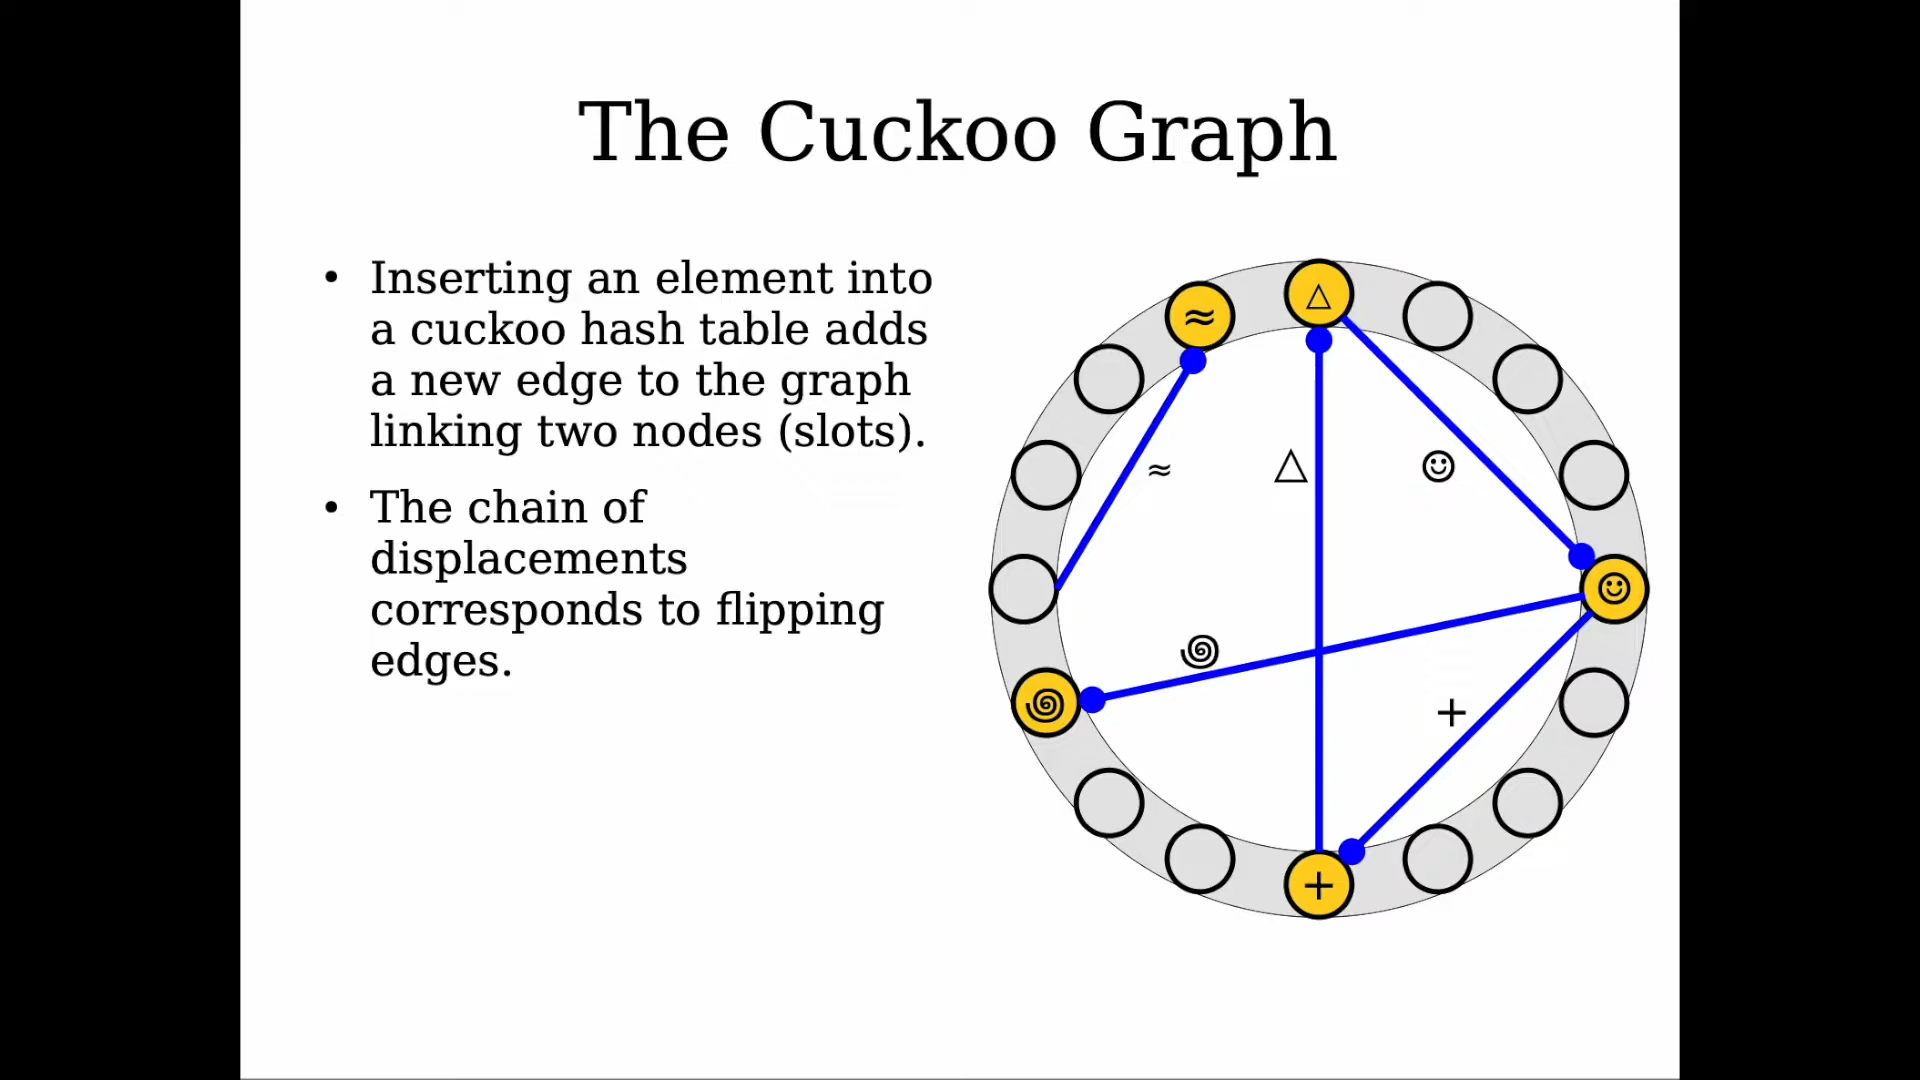 The Cuckoo Graph
• Inserting an element into
a cuckoo hash table adds
a new edge to the graph
linking two nodes (slots).
• The chain of
displacements
corresponds to flipping
edges.
≈
△
≈
△
☺
☺
+
+